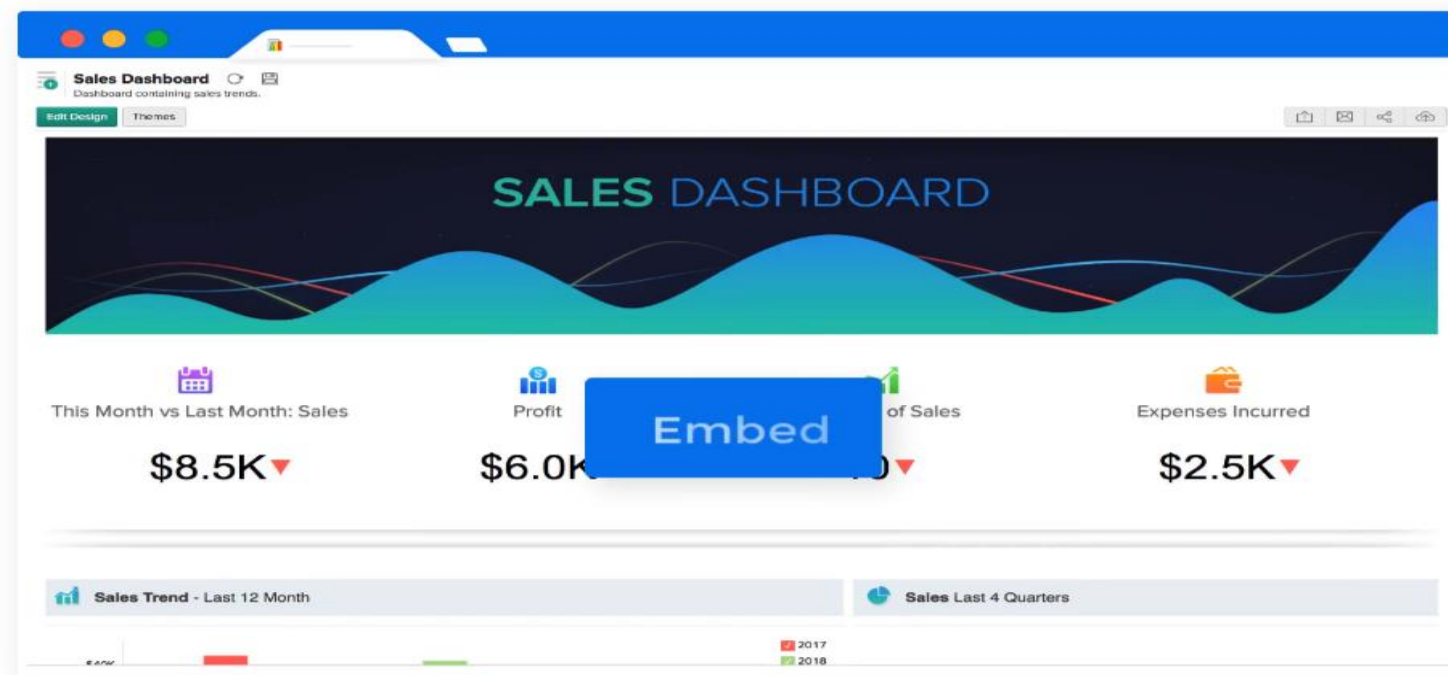 Sales Dashboard
Dashboard containing sales trends.
Edit Design Themes
SALES DASHBOARD
This Month vs Last Month: Sales
Profit
of Sales
Expenses Incurred
Embed
$8.5K
$6.0K
$2.5K
Sales Trend - Last 12 Month
Sales Last 4 Quarters
2017
2018